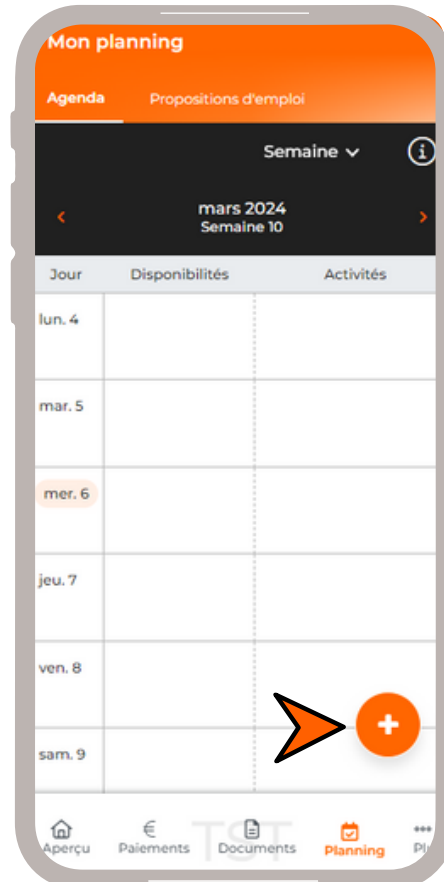 Mon planning
Agenda Propositions d'emploi
Semaine
mars 2024
Semaine 10
Jour Disponibilités Activités
lun. 4
mar. 5
mer. 6
jeu. 7
ven. 8
sam. 9
TST
Aperçu Paiements Documents Planning Pl